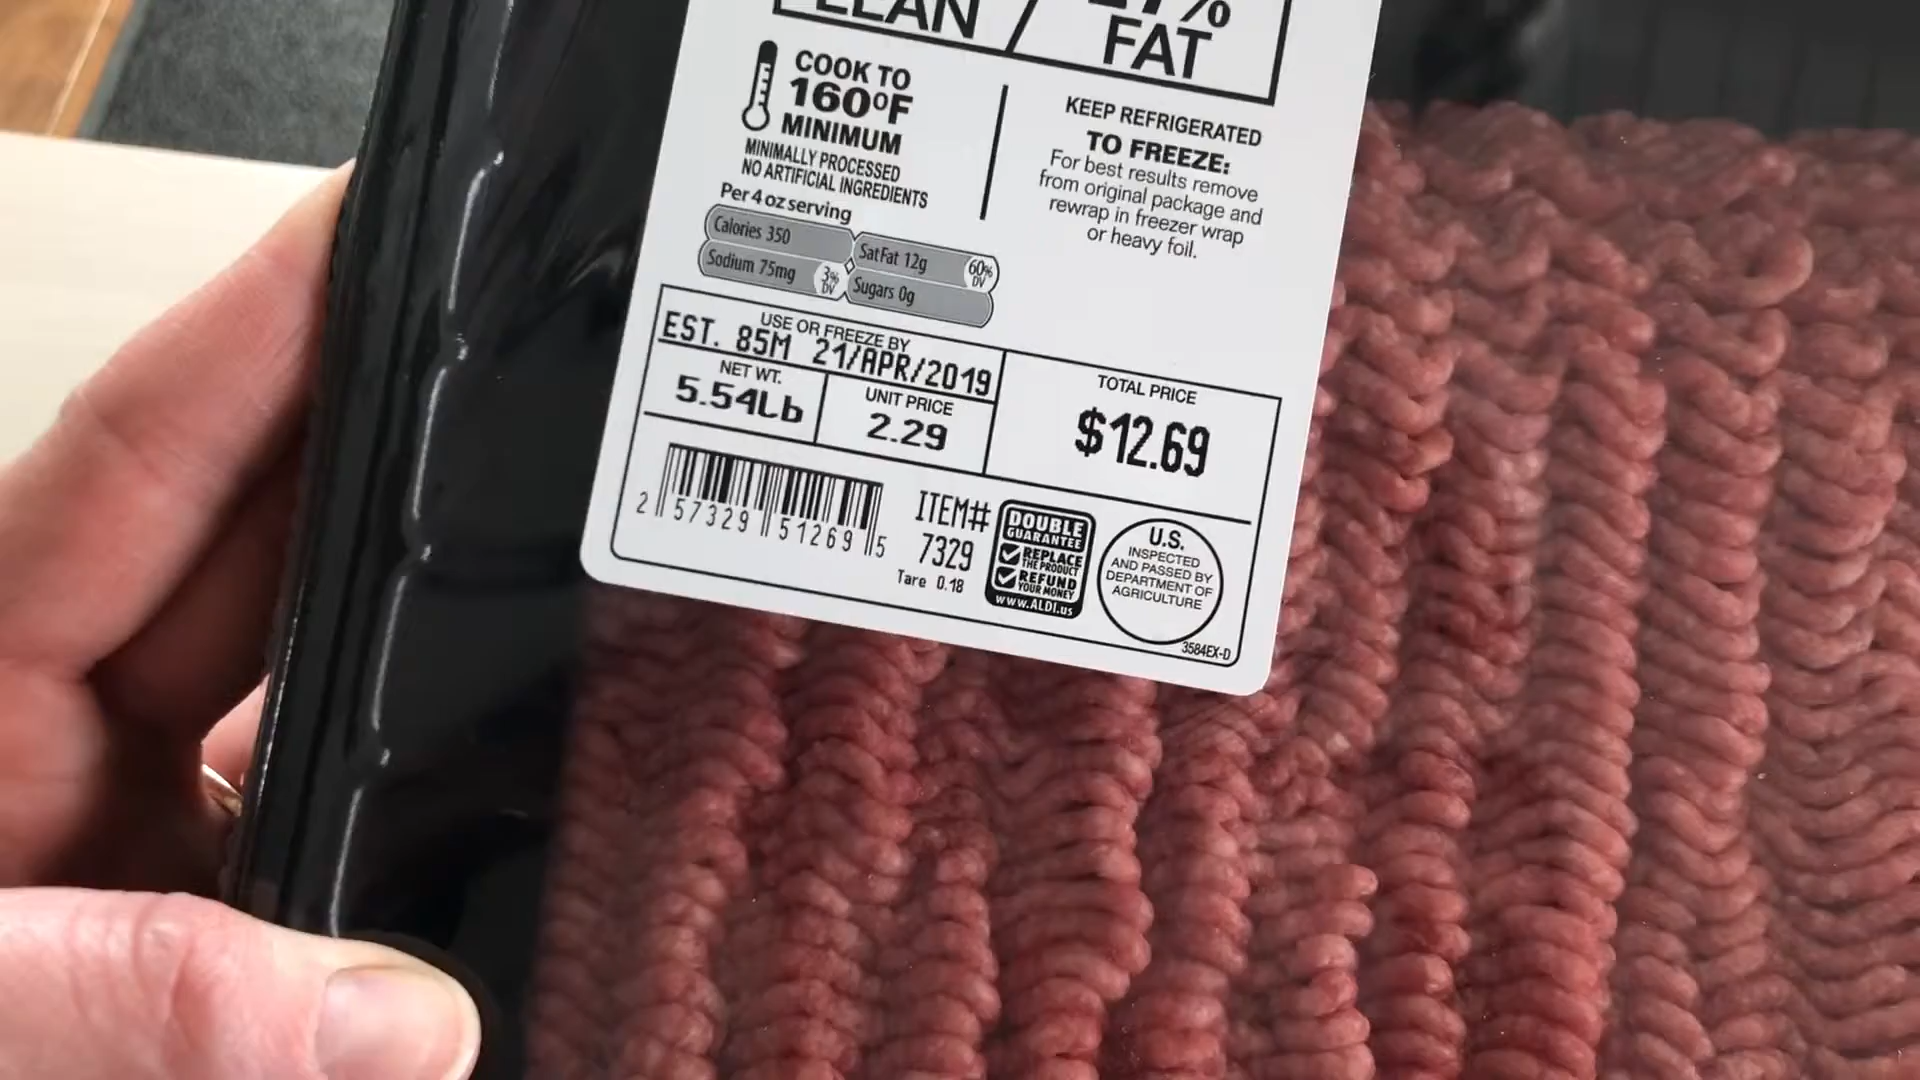 LEAN / %
FAT
COOK TO
160ºF
MINIMUM
MINIMALLY PROCESSED
NO ARTIFICIAL INGREDIENTS
KEEP REFRIGERATED
TO FREEZE:
For best results remove
from original package and
rewrap in freezer wrap
or heavy foil.
Per 4 oz serving
Calories 350
SatFat 12g 60% DV
Sodium 75mg 3% DV
Sugars 0g
USE OR FREEZE BY
EST. 85M 21/APR/2019
NET WT.
5.54Lb
UNIT PRICE
2.29
TOTAL PRICE
$12.69
2 57329 51269 5
ITEM#
7329
Tare 0.18
DOUBLE
GUARANTEE
REPLACE
THE PRODUCT
REFUND
YOUR MONEY
www.ALDI.us
U.S.
INSPECTED
AND PASSED BY
DEPARTMENT OF
AGRICULTURE
3584EX-D